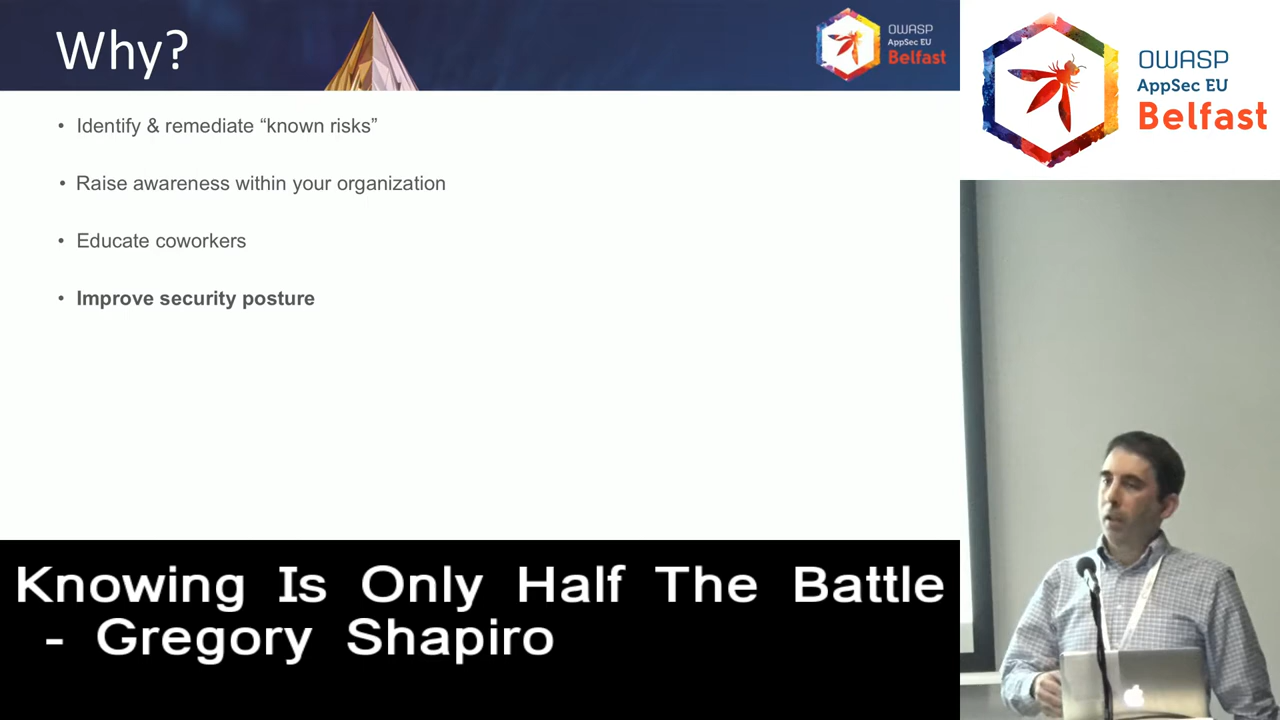 Why?
OWASP
AppSec EU
Belfast
• Identify & remediate “known risks”
• Raise awareness within your organization
• Educate coworkers
• Improve security posture
OWASP
AppSec EU
Belfast
Knowing Is Only Half The Battle
- Gregory Shapiro